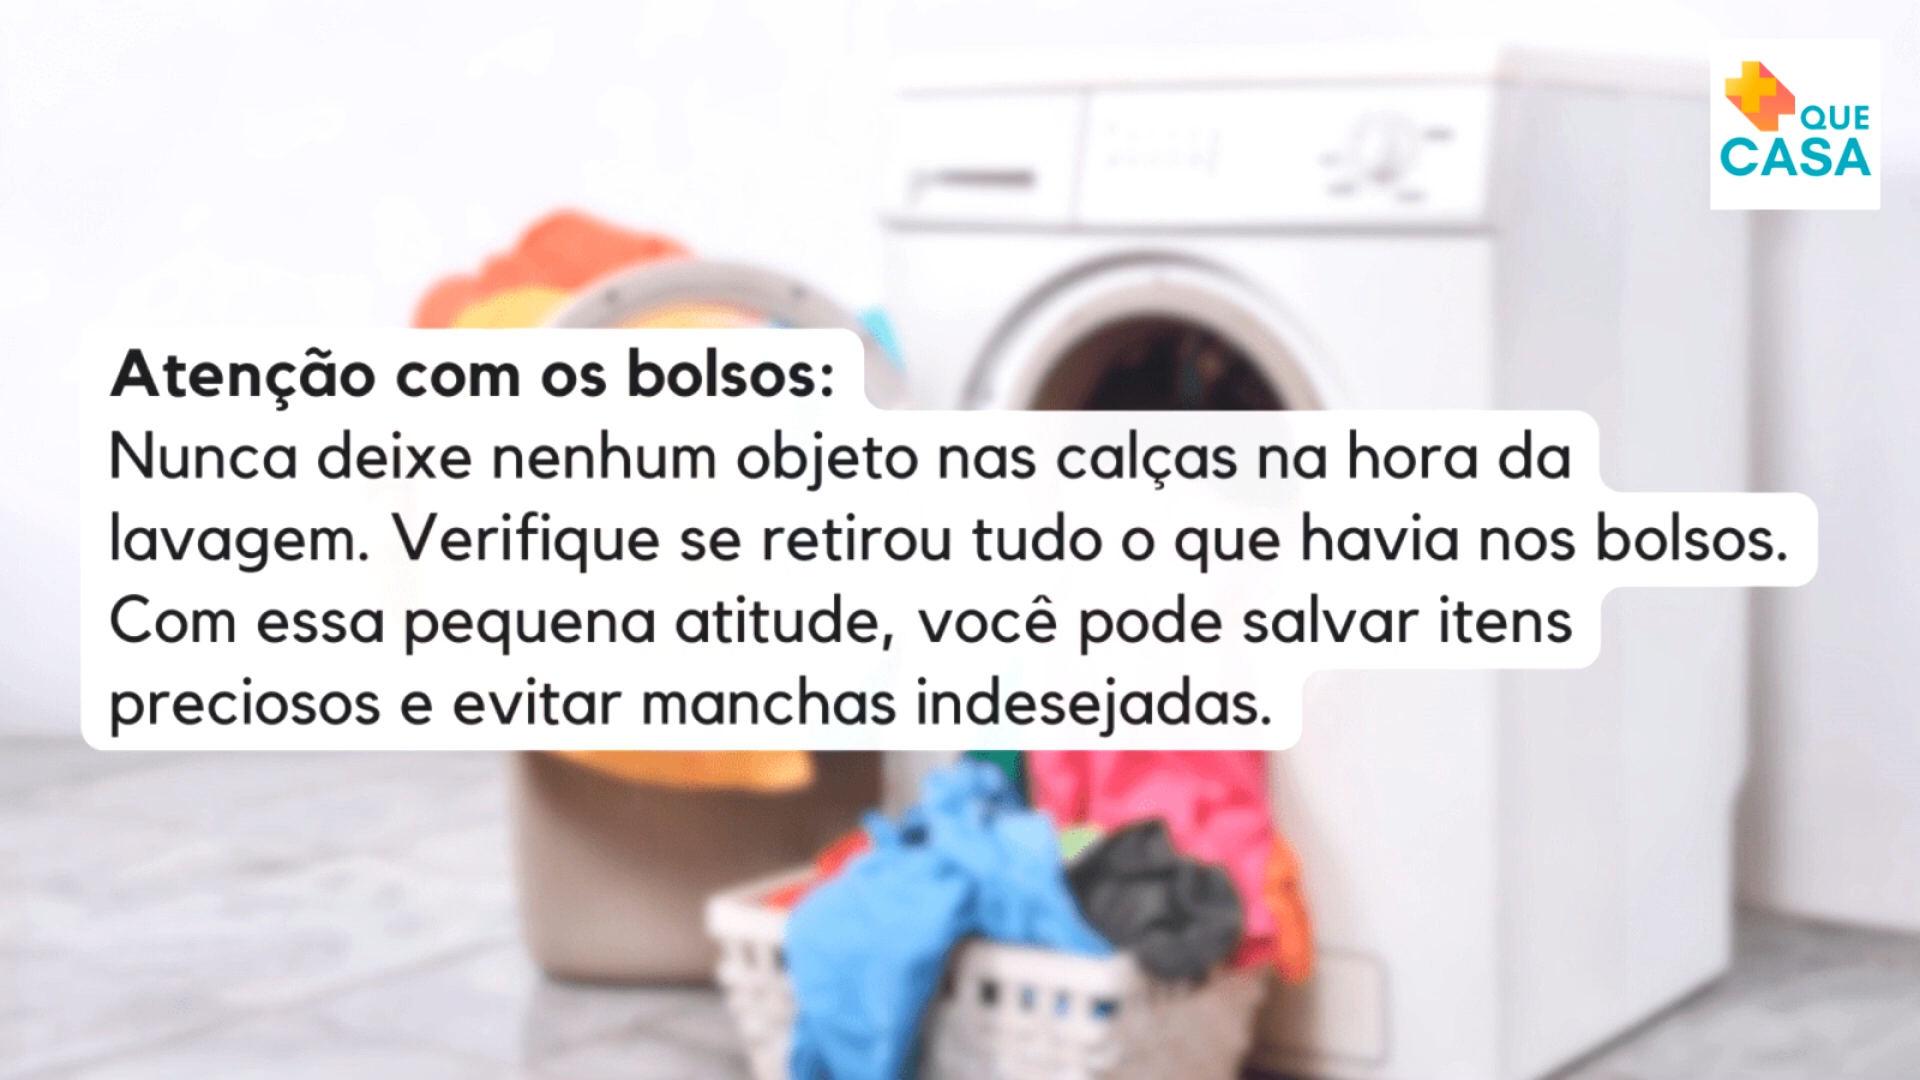 QUE
CASA
Atenção com os bolsos:
Nunca deixe nenhum objeto nas calças na hora da
lavagem. Verifique se retirou tudo o que havia nos bolsos.
Com essa pequena atitude, você pode salvar itens
preciosos e evitar manchas indesejadas.